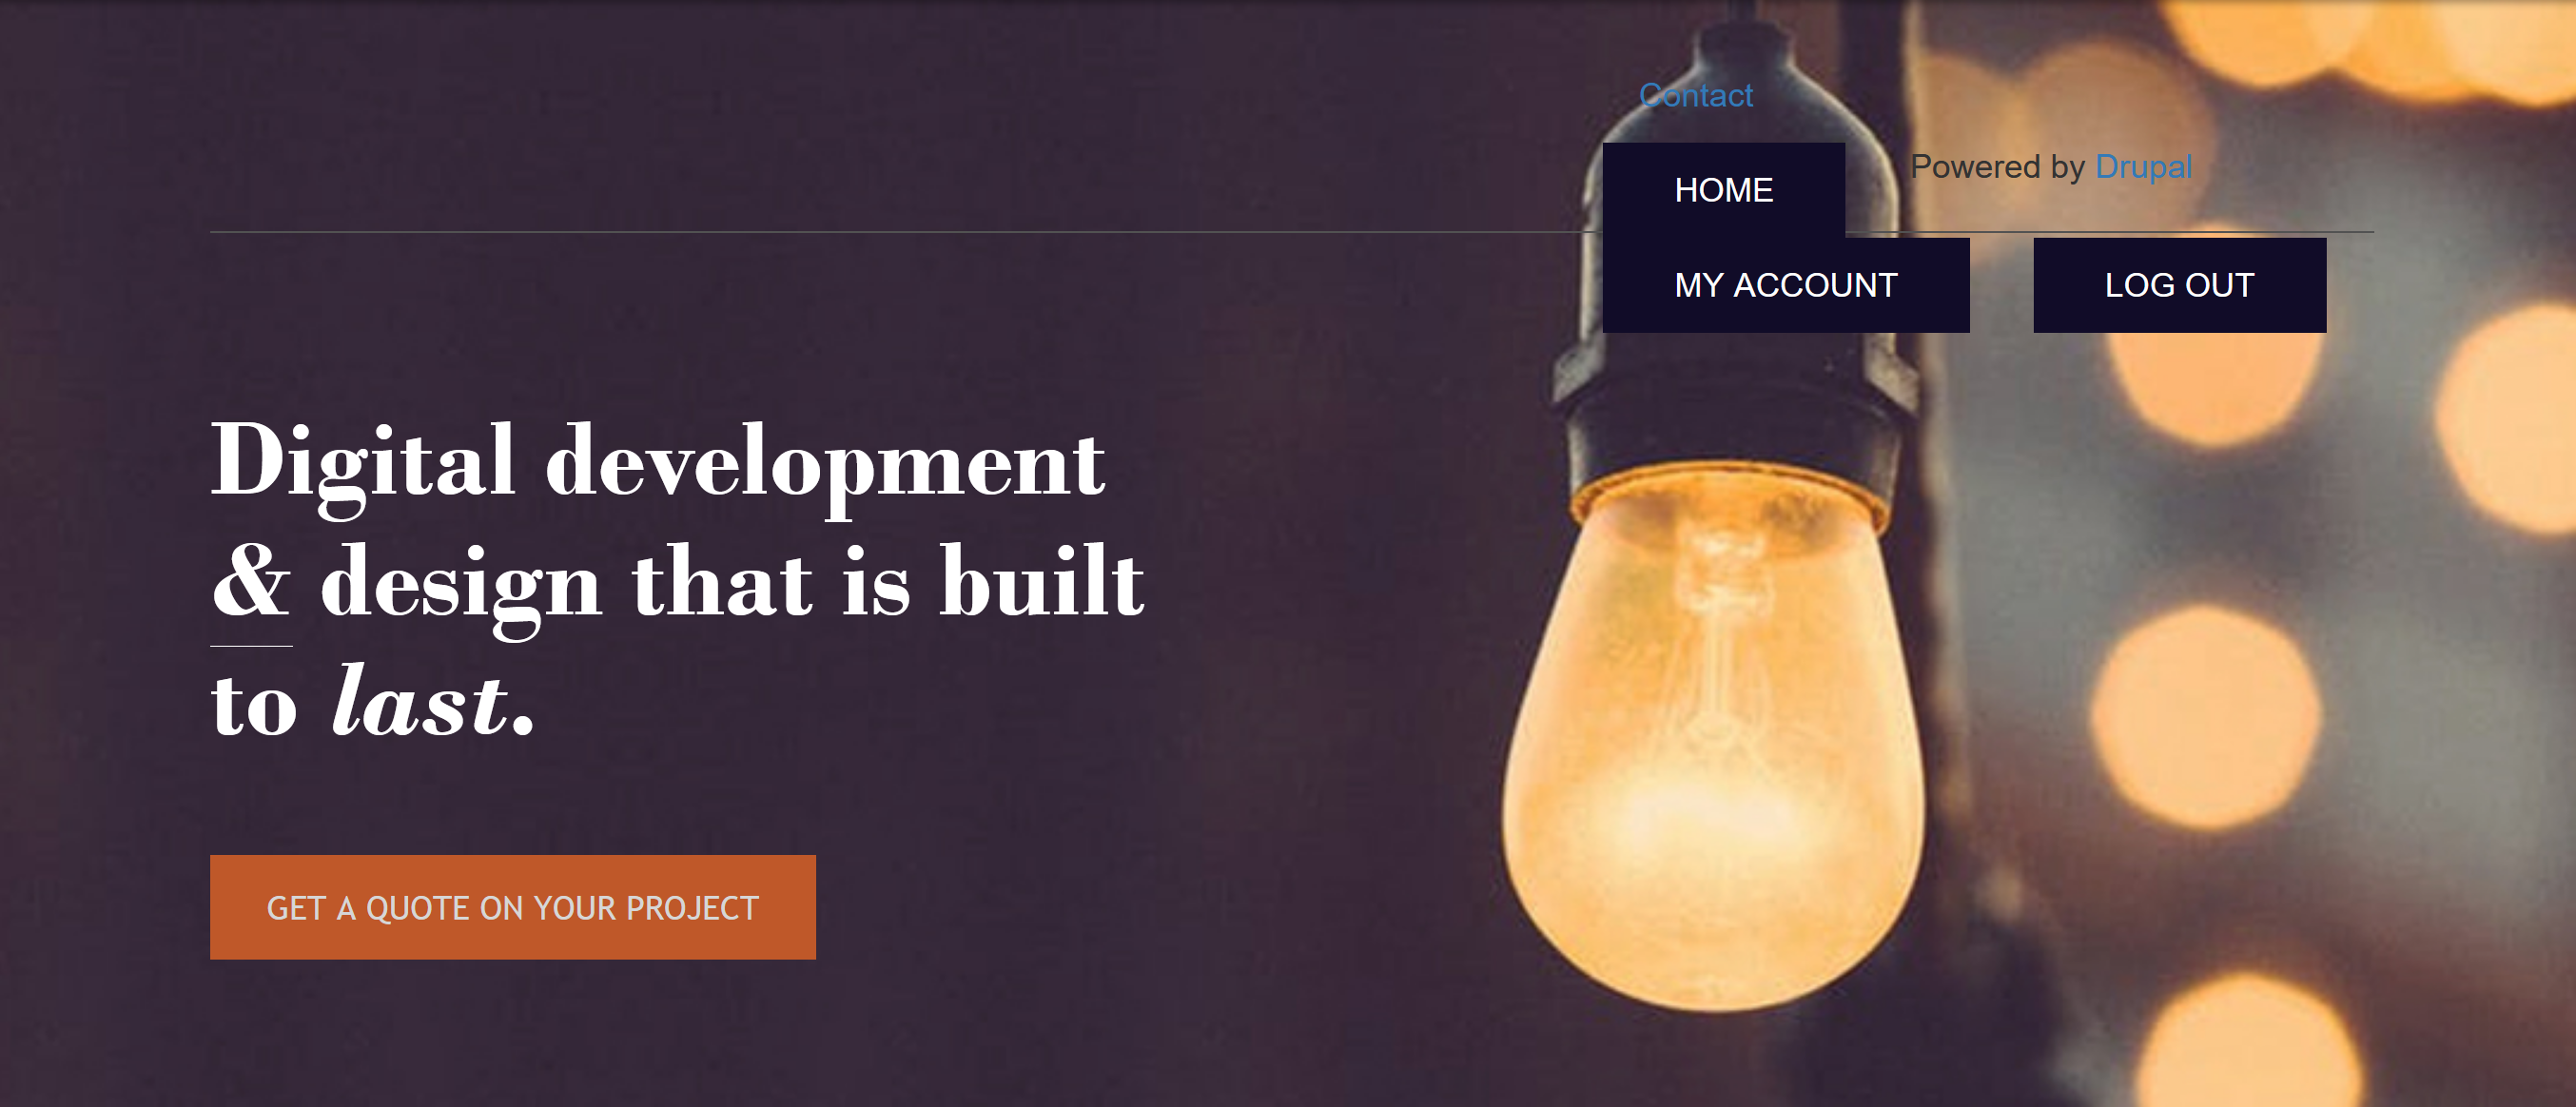 Contact
HOME
Powered by Drupal
MY ACCOUNT
LOG OUT
Digital development
& design that is built
to last.
GET A QUOTE ON YOUR PROJECT